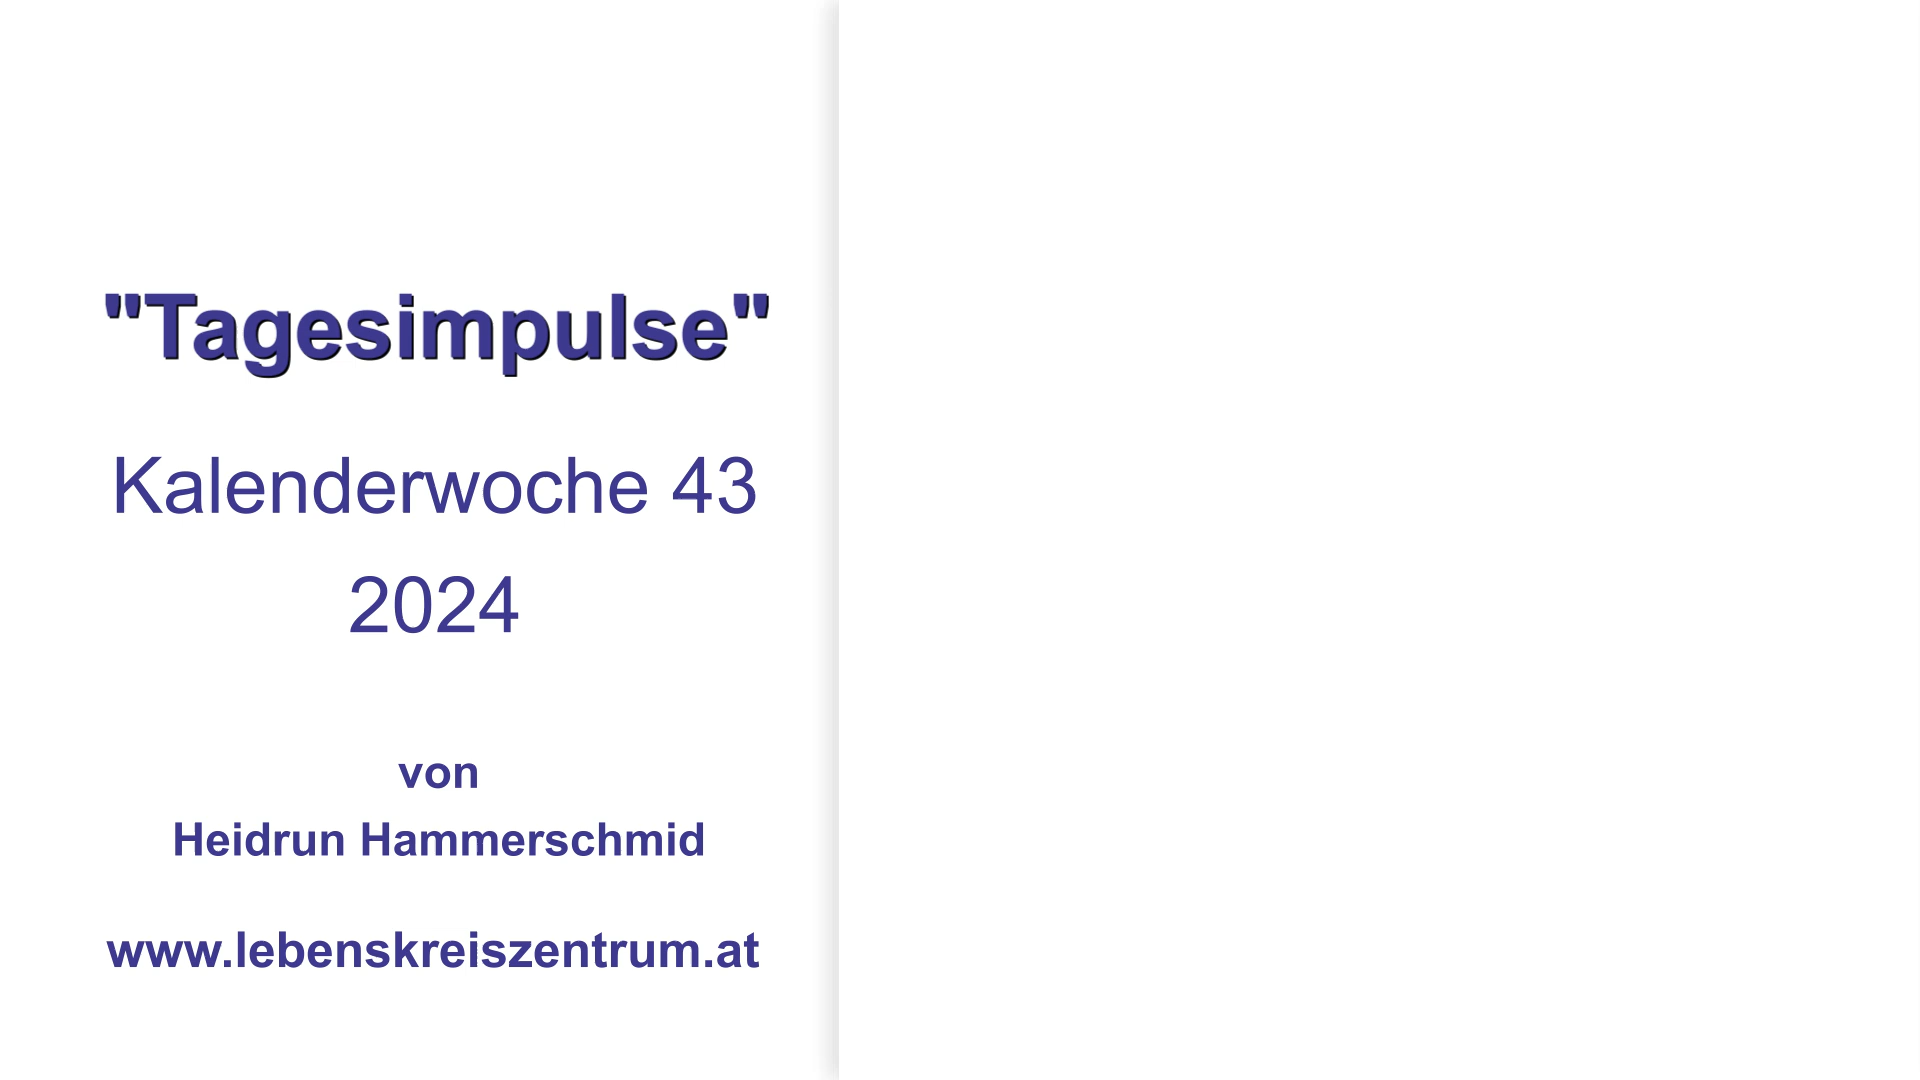 "Tagesimpulse"
Kalenderwoche 43
2024
von
Heidrun Hammerschmid
www.lebenskreiszentrum.at